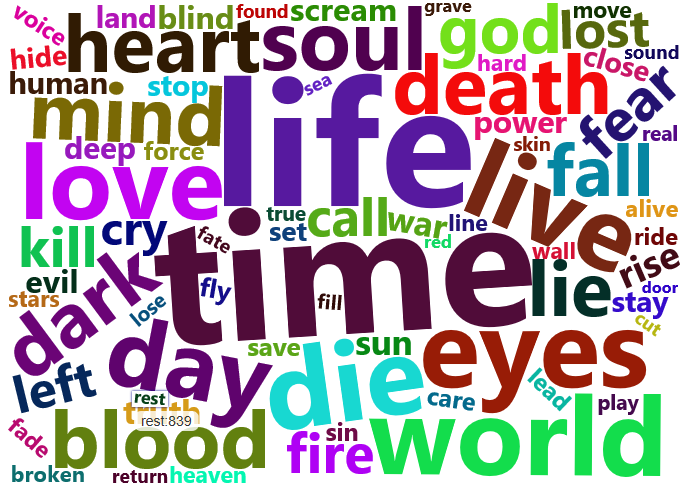 voice
land
blind
found
scream
grave
move
hide
heart
soul
god
lost
sound
human
stop
sea
death
hard
close
fear
mind
life
power
real
deep
force
skin
love
live
fall
alive
true
call
war
line
kill
cry
set
fate
red
wall
ride
evil
time
lie
rise
stars
dark
fly
fill
door
lose
stay
cut
save
sun
eyes
left
day
die
rest
truth
rest:839
care
lead
play
fade
blood
sin
fire
world
broken
return
heaven